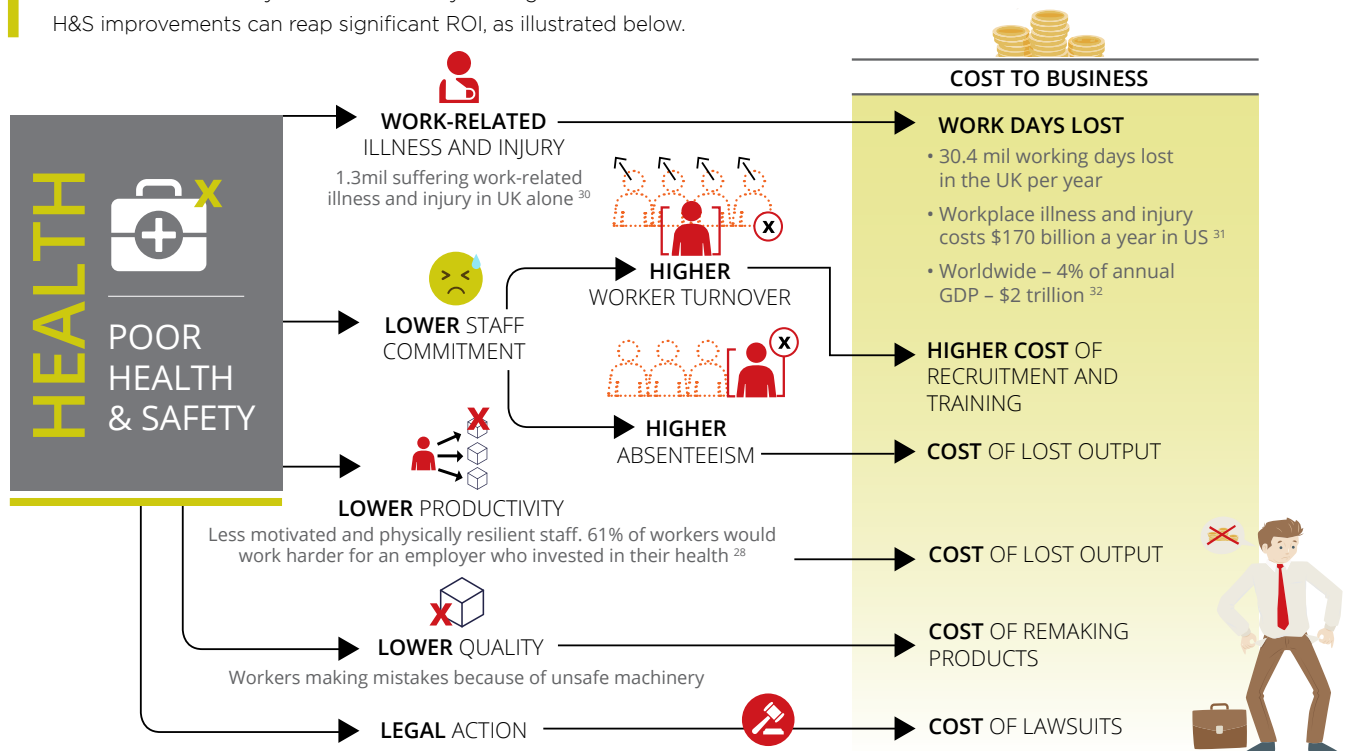 H&S improvements can reap significant ROI, as illustrated below.
HEALTH
X
POOR
HEALTH
& SAFETY
WORK-RELATED
ILLNESS AND INJURY
1.3mil suffering work-related
illness and injury in UK alone 30
LOWER STAFF
COMMITMENT
X
HIGHER
WORKER TURNOVER
X
HIGHER
ABSENTEEISM
X
LOWER PRODUCTIVITY
Less motivated and physically resilient staff. 61% of workers would
work harder for an employer who invested in their health 28
X
LOWER QUALITY
Workers making mistakes because of unsafe machinery
LEGAL ACTION
COST TO BUSINESS
WORK DAYS LOST
• 30.4 mil working days lost
in the UK per year
• Workplace illness and injury
costs $170 billion a year in US 31
• Worldwide – 4% of annual
GDP – $2 trillion 32
HIGHER COST OF
RECRUITMENT AND
TRAINING
COST OF LOST OUTPUT
COST OF LOST OUTPUT
COST OF REMAKING
PRODUCTS
COST OF LAWSUITS